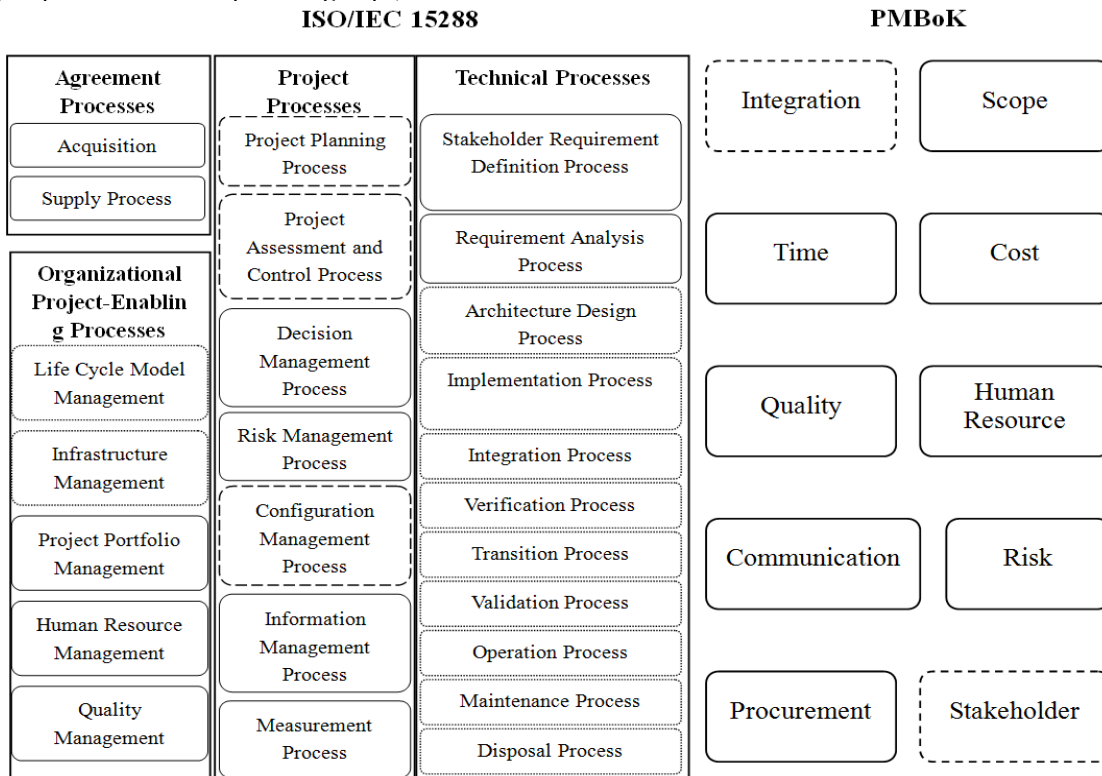 ISO/IEC 15288
PMBoK
Agreement
Processes
Acquisition
Supply Process
Organizational
Project-Enablin
g Processes
Life Cycle Model
Management
Infrastructure
Management
Project Portfolio
Management
Human Resource
Management
Quality
Management
Project
Processes
Project Planning
Process
Project
Assessment and
Control Process
Decision
Management
Process
Risk Management
Process
Configuration
Management
Process
Information
Management
Process
Measurement
Process
Technical Processes
Stakeholder Requirement
Definition Process
Requirement Analysis
Process
Architecture Design
Process
Implementation Process
Integration Process
Verification Process
Transition Process
Validation Process
Operation Process
Maintenance Process
Disposal Process
Integration
Scope
Time
Cost
Quality
Human
Resource
Communication
Risk
Procurement
Stakeholder